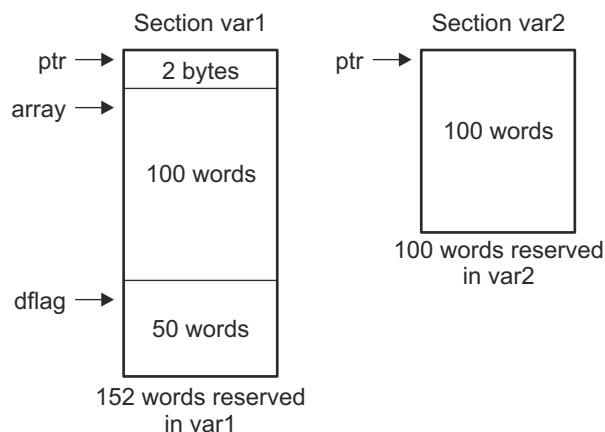 Section var1
ptr
2 bytes
array
100 words
dflag
50 words
152 words reserved
in var1
Section var2
ptr
100 words
100 words reserved
in var2